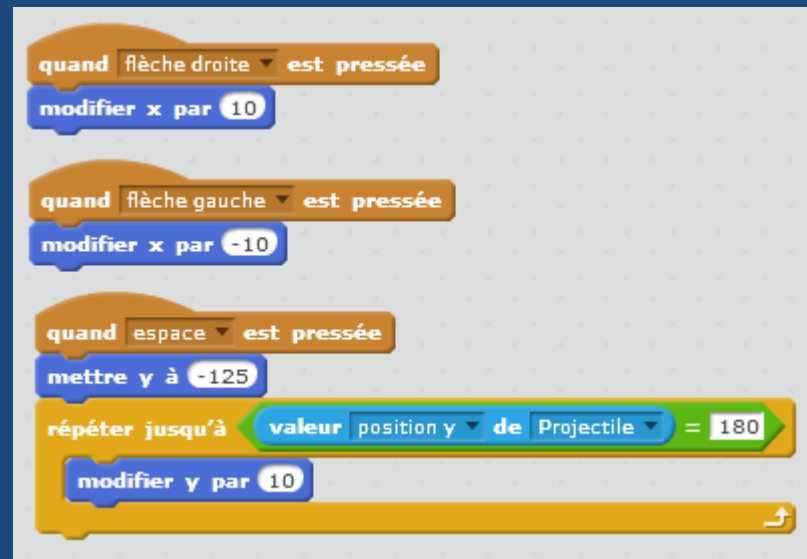 quand flèche droite est pressée
modifier x par 10
quand flèche gauche est pressée
modifier x par -10
quand espace est pressée
mettre y à -125
répéter jusqu'à valeur position y de Projectile = 180
modifier y par 10